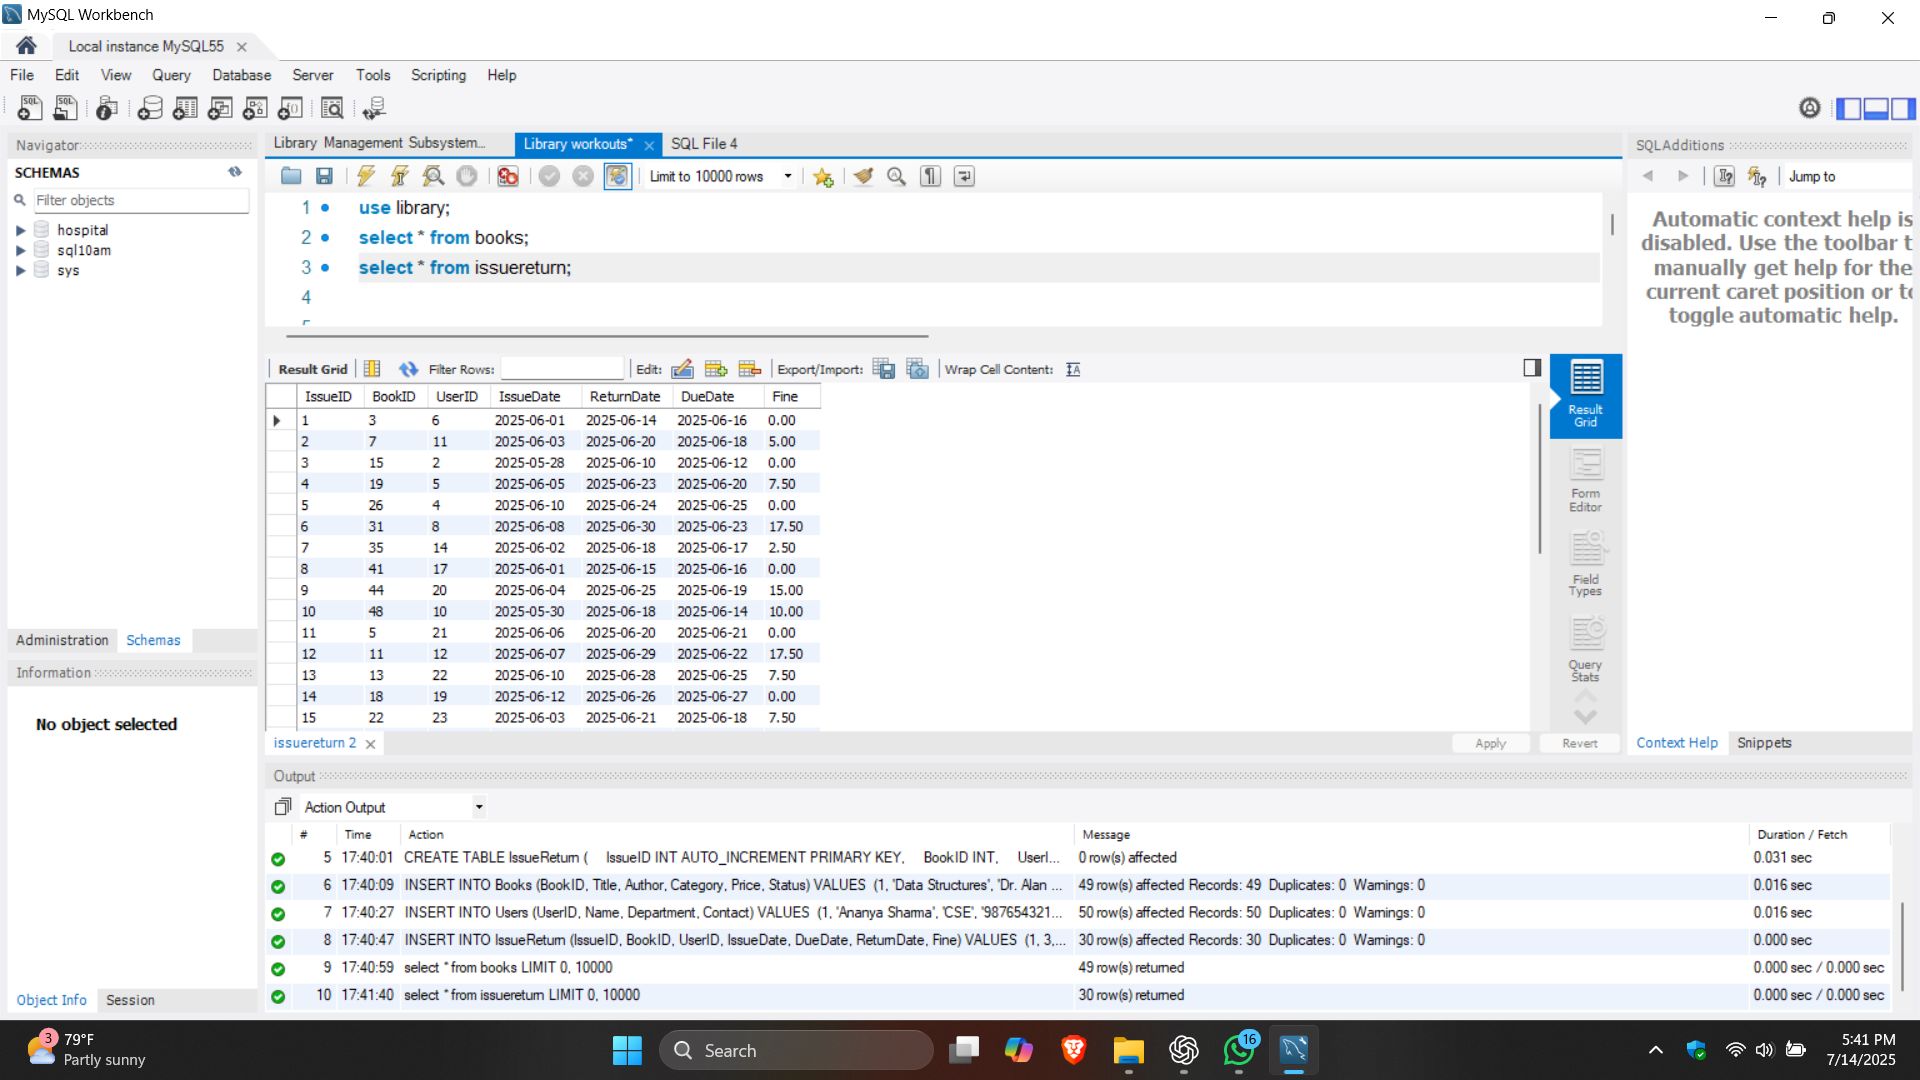 MySQL Workbench
Local instance MySQL55
File Edit View Query Database Server Tools Scripting Help
Navigator
SCHEMAS
Filter objects
hospital
sql10am
sys
Administration Schemas
Information
No object selected
Object Info Session
Library Management Subsystem... Library workouts* SQL File 4
Limit to 10000 rows
1 use library;
2 select * from books;
3 select * from issuereturn;
4
Result Grid Filter Rows: Edit: Export/Import: Wrap Cell Content:
IssueID BookID UserID IssueDate ReturnDate DueDate Fine
1 3 6 2025-06-01 2025-06-14 2025-06-16 0.00
2 7 11 2025-06-03 2025-06-20 2025-06-18 5.00
3 15 2 2025-05-28 2025-06-10 2025-06-12 0.00
4 19 5 2025-06-05 2025-06-23 2025-06-20 7.50
5 26 4 2025-06-10 2025-06-24 2025-06-25 0.00
6 31 8 2025-06-08 2025-06-30 2025-06-23 17.50
7 35 14 2025-06-02 2025-06-18 2025-06-17 2.50
8 41 17 2025-06-01 2025-06-15 2025-06-16 0.00
9 44 20 2025-06-04 2025-06-25 2025-06-19 15.00
10 48 10 2025-05-30 2025-06-18 2025-06-14 10.00
11 5 21 2025-06-06 2025-06-20 2025-06-21 0.00
12 11 12 2025-06-07 2025-06-29 2025-06-22 17.50
13 13 22 2025-06-10 2025-06-28 2025-06-25 7.50
14 18 19 2025-06-12 2025-06-26 2025-06-27 0.00
15 22 23 2025-06-03 2025-06-21 2025-06-18 7.50
Result
Grid
Form
Editor
Field
Types
Query
Stats
issuereturn 2
Apply Revert
SQLAdditions
Jump to
Automatic context help is
disabled. Use the toolbar t
manually get help for the
current caret position or to
toggle automatic help.
Context Help Snippets
Output
Action Output
# Time Action Message Duration / Fetch
5 17:40:01 CREATE TABLE IssueReturn ( IssueID INT AUTO_INCREMENT PRIMARY KEY, BookID INT, UserI... 0 row(s) affected 0.031 sec
6 17:40:09 INSERT INTO Books (BookID, Title, Author, Category, Price, Status) VALUES (1, 'Data Structures', 'Dr. Alan ... 49 row(s) affected Records: 49 Duplicates: 0 Warnings: 0 0.016 sec
7 17:40:27 INSERT INTO Users (UserID, Name, Department, Contact) VALUES (1, 'Ananya Sharma', 'CSE', '987654321... 50 row(s) affected Records: 50 Duplicates: 0 Warnings: 0 0.016 sec
8 17:40:47 INSERT INTO IssueReturn (IssueID, BookID, UserID, IssueDate, DueDate, ReturnDate, Fine) VALUES (1, 3,... 30 row(s) affected Records: 30 Duplicates: 0 Warnings: 0 0.000 sec
9 17:40:59 select * from books LIMIT 0, 10000 49 row(s) returned 0.000 sec / 0.000 sec
10 17:41:40 select * from issuereturn LIMIT 0, 10000 30 row(s) returned 0.000 sec / 0.000 sec
3
79°F
Partly sunny
Search
16
5:41 PM
7/14/2025